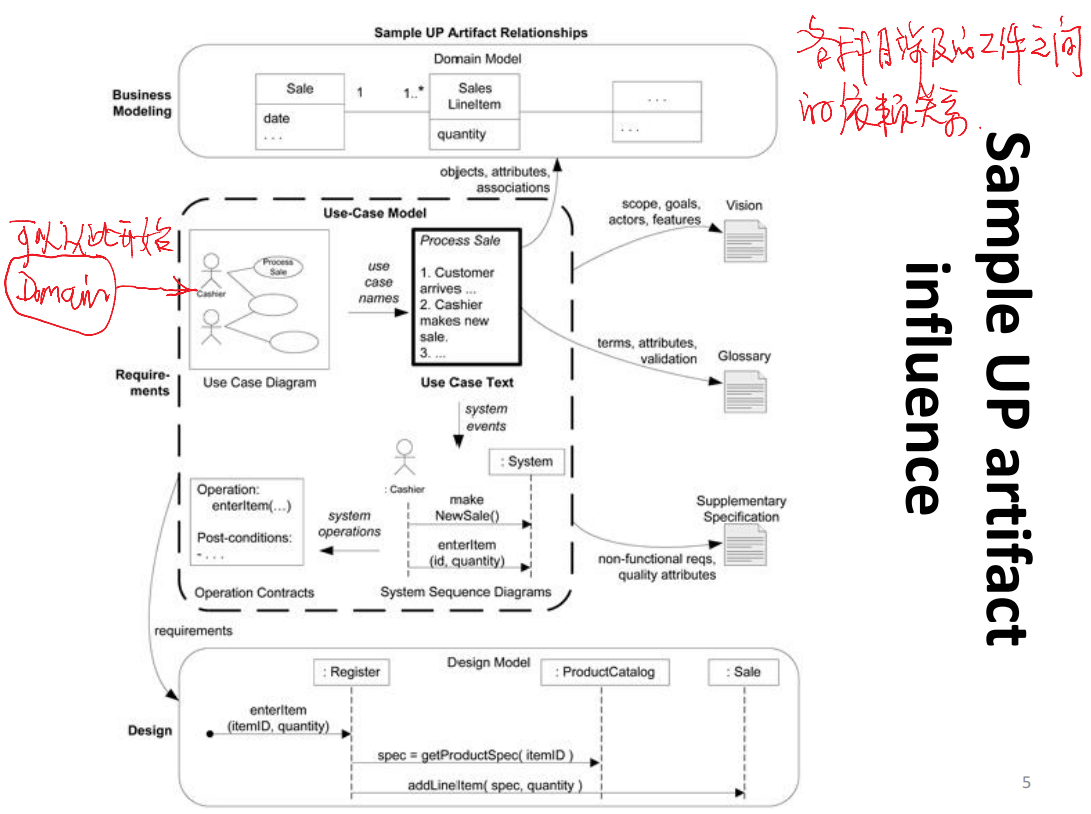 Sample UP Artifact Relationships
各科目涉及的工件之间
的依赖关系.
Domain Model
Business
Modeling
Sale
date
. . .
1
1..*
Sales
LineItem
quantity
. . .
. . .
objects, attributes,
associations
Sample UP artifact
influence
Use-Case Model
可以从此开始
Domain
Process
Sale
Cashier
Use Case Diagram
use
case
names
Process Sale
1. Customer
arrives ...
2. Cashier
makes new
sale.
3. ...
Use Case Text
scope, goals,
actors, features
Vision
terms, attributes,
validation
Glossary
Require-
ments
system
events
: System
: Cashier
make
NewSale()
enterItem
(id, quantity)
System Sequence Diagrams
system
operations
Operation:
enterItem(…)
Post-conditions:
- . . .
Operation Contracts
Supplementary
Specification
non-functional reqs,
quality attributes
requirements
Design Model
Design
: Register
: ProductCatalog
: Sale
enterItem
(itemID, quantity)
spec = getProductSpec( itemID )
addLineItem( spec, quantity )
5